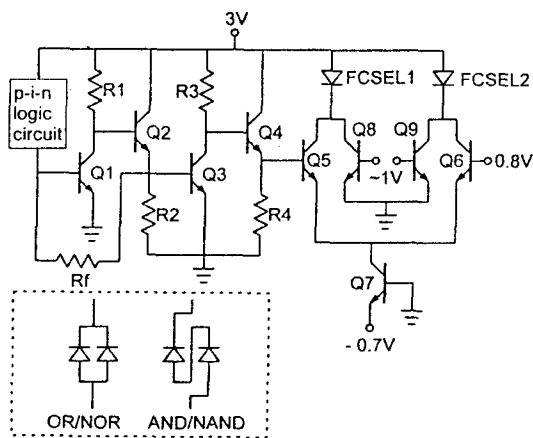 3V
p-i-n
logic
circuit
R1
R3
FCSEL1
FCSEL2
Q2
Q4
Q8
Q9
Q1
Q3
Q5
~1V
Q6
0.8V
R2
R4
Rf
Q7
- 0.7V
OR/NOR
AND/NAND